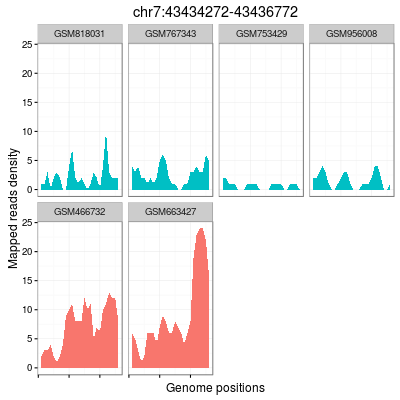 chr7:43434272-43436772
GSM818031 GSM767343 GSM753429 GSM956008
25
20
15
10
5
0
Mapped reads density
GSM466732 GSM663427
25
20
15
10
5
0
Genome positions